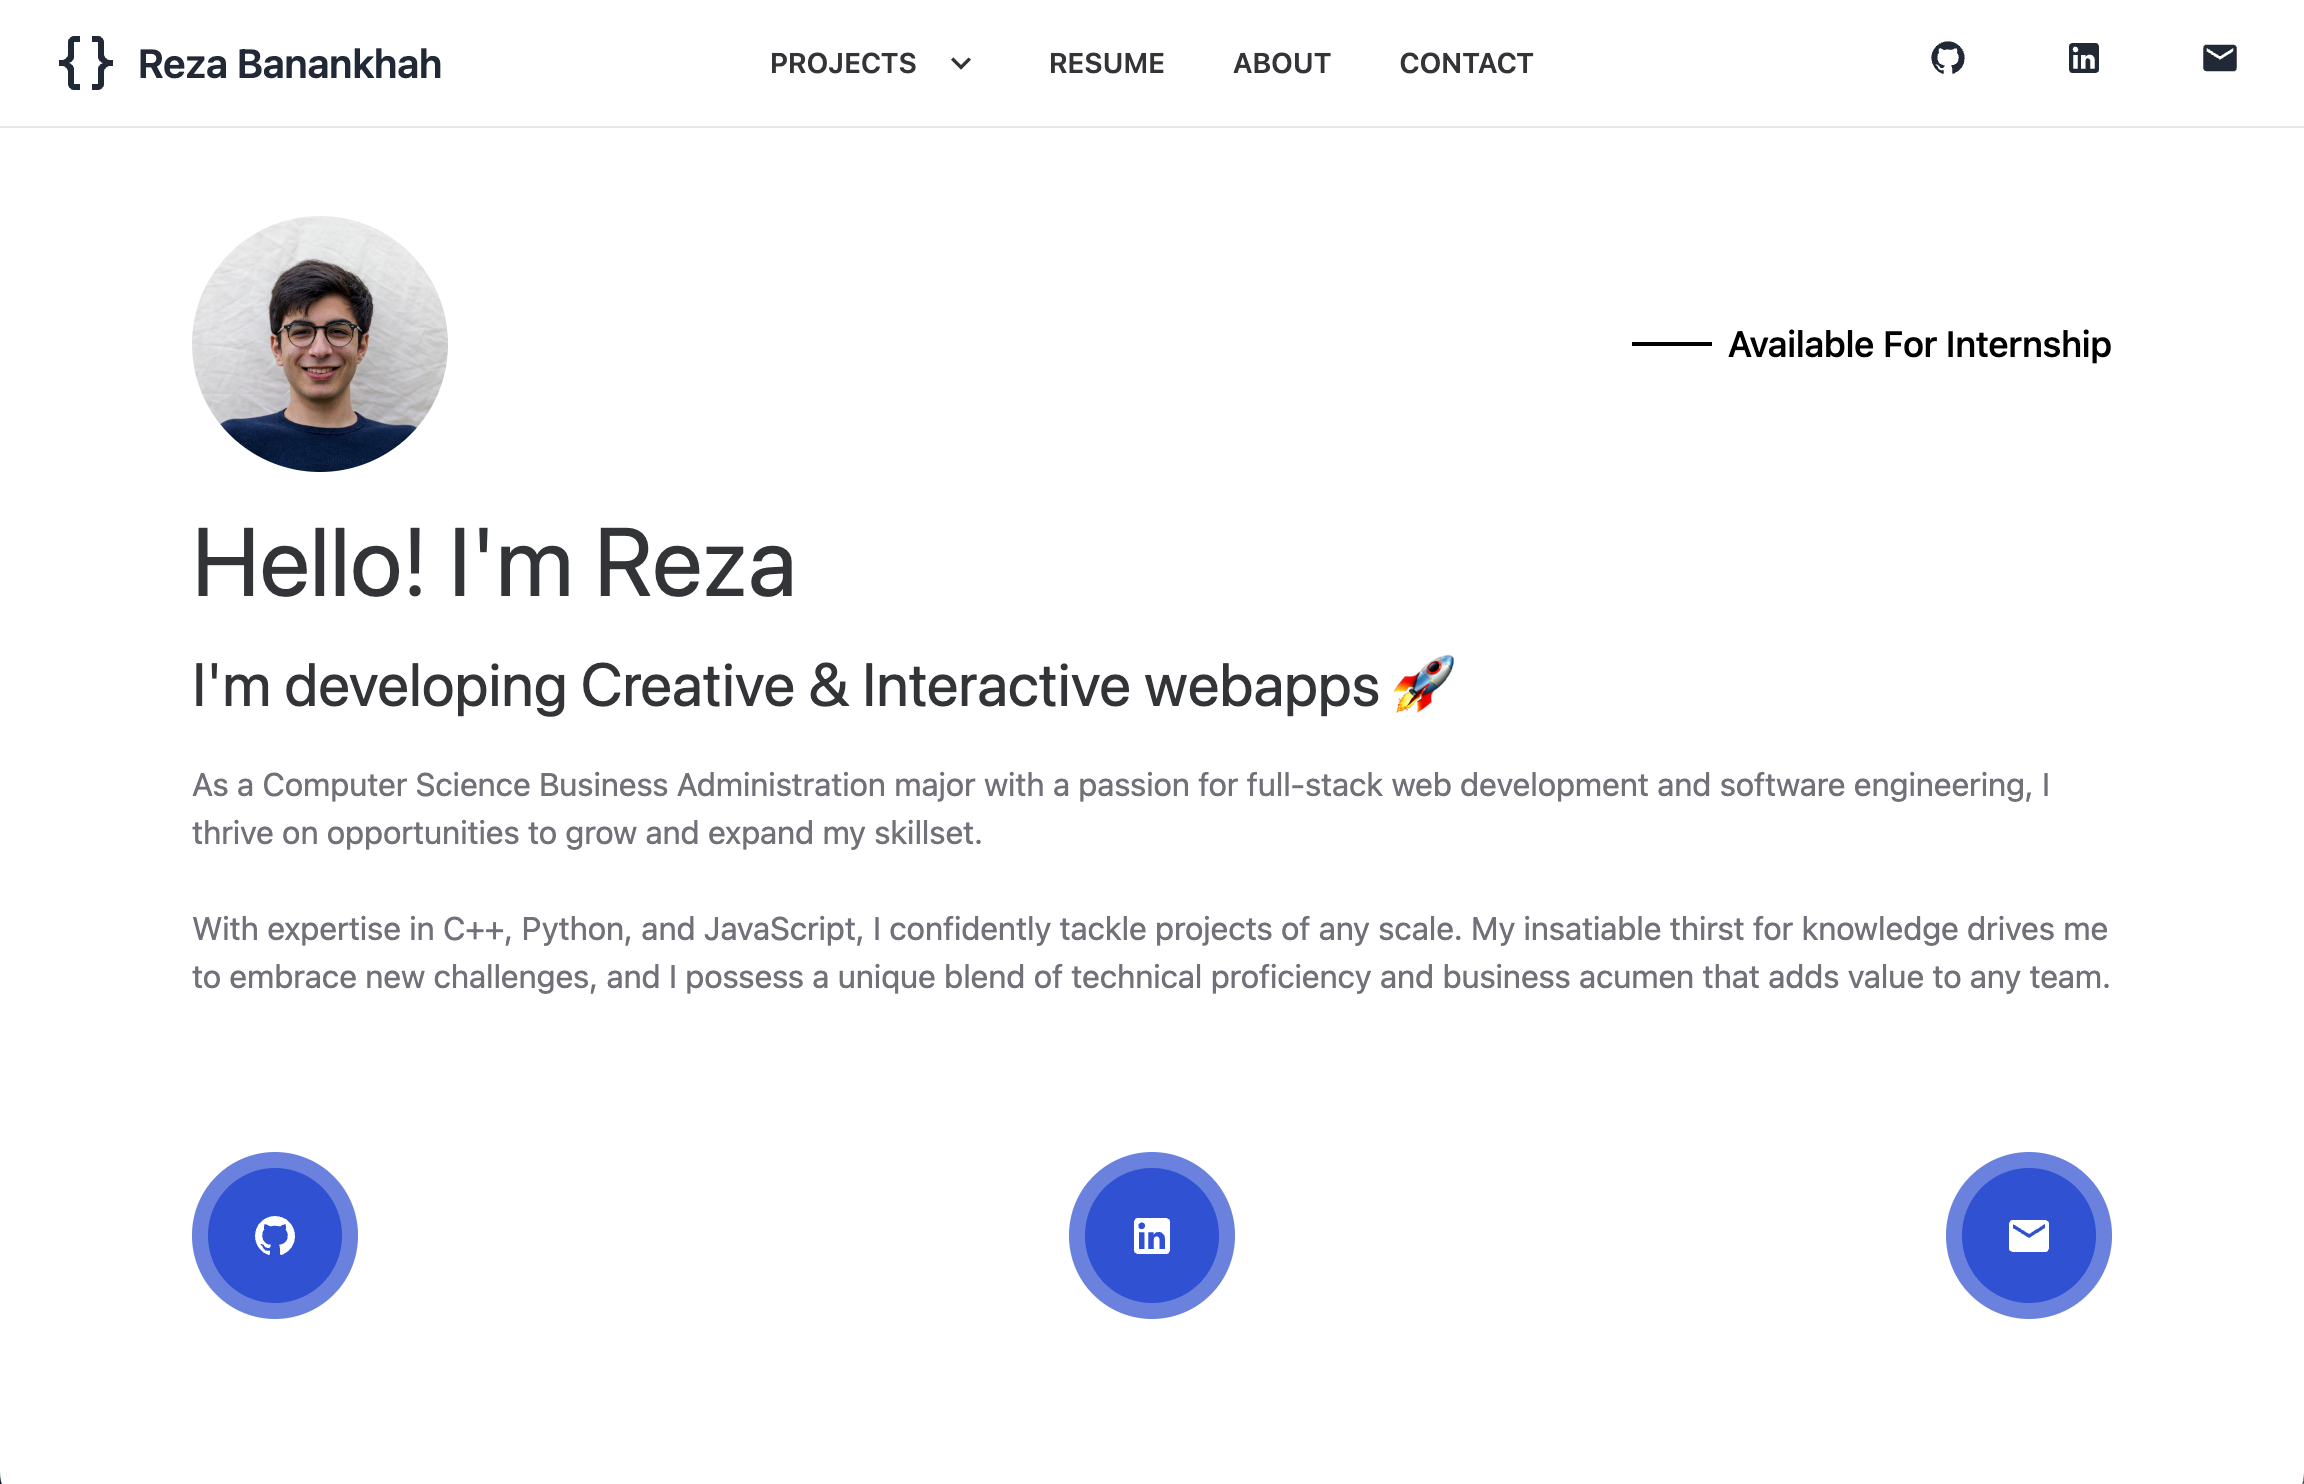 { } Reza Banankhah
PROJECTS
RESUME
ABOUT
CONTACT
Available For Internship
Hello! I'm Reza
I'm developing Creative & Interactive webapps 🚀
As a Computer Science Business Administration major with a passion for full-stack web development and software engineering, I
thrive on opportunities to grow and expand my skillset.
With expertise in C++, Python, and JavaScript, I confidently tackle projects of any scale. My insatiable thirst for knowledge drives me
to embrace new challenges, and I possess a unique blend of technical proficiency and business acumen that adds value to any team.